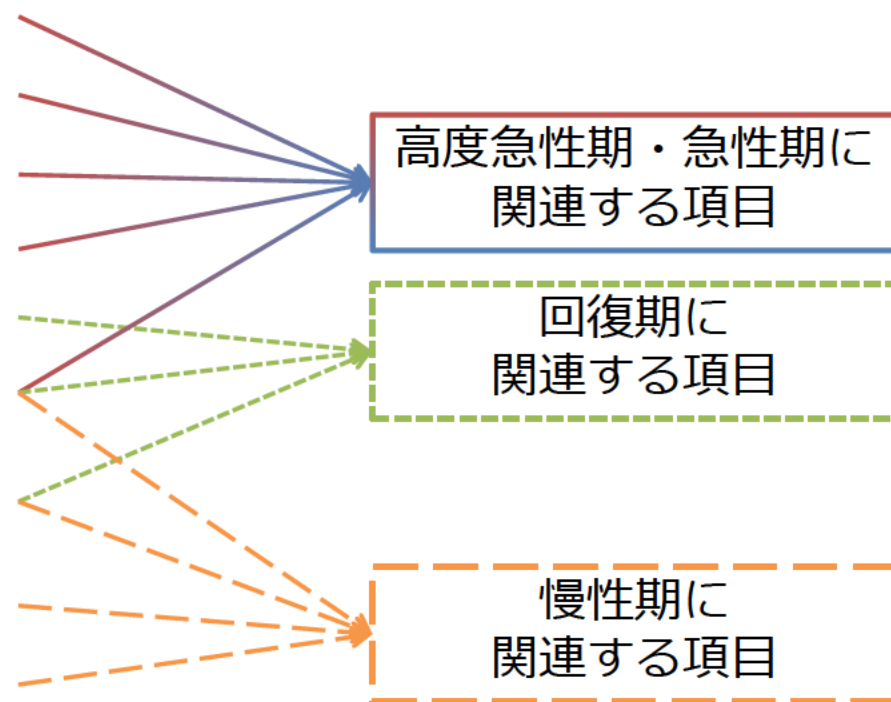 高度急性期・急性期に
関連する項目
回復期に
関連する項目
慢性期に
関連する項目